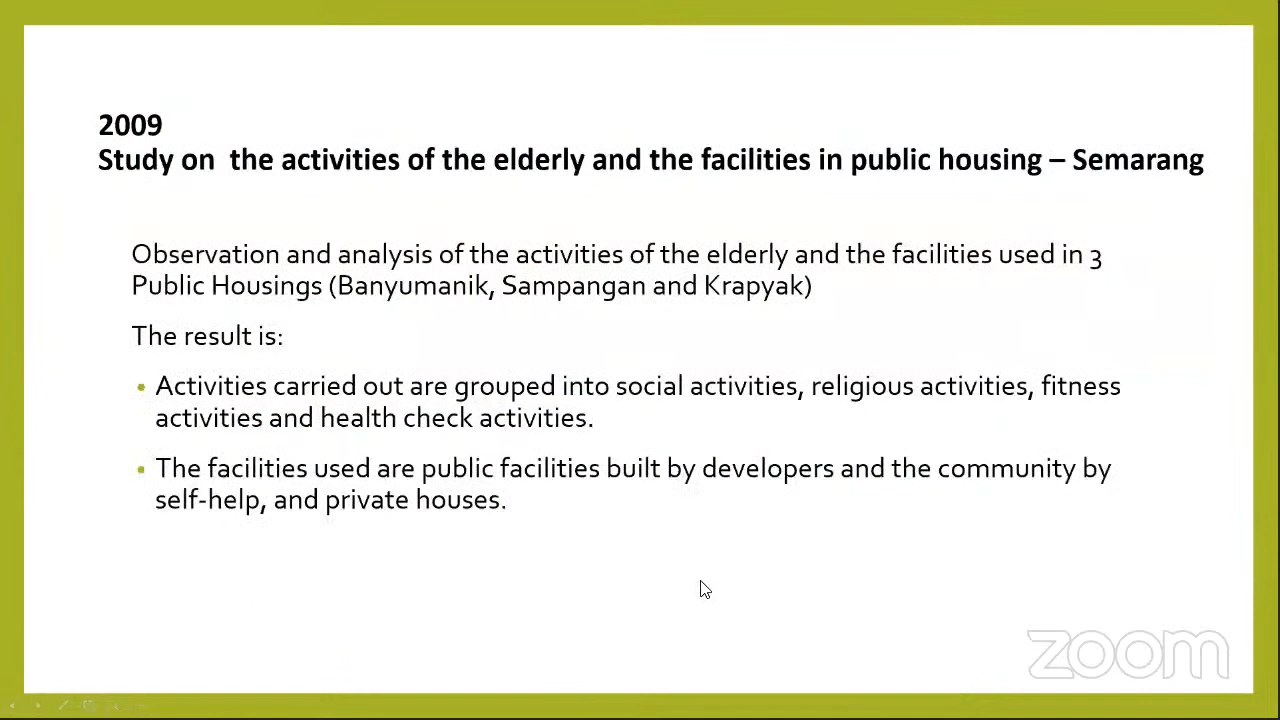 2009
Study on  the activities of the elderly and the facilities in public housing – Semarang
Observation and analysis of the activities of the elderly and the facilities used in 3
Public Housings (Banyumanik, Sampangan and Krapyak)
The result is:
• Activities carried out are grouped into social activities, religious activities, fitness
activities and health check activities.
• The facilities used are public facilities built by developers and the community by
self-help, and private houses.
zoom